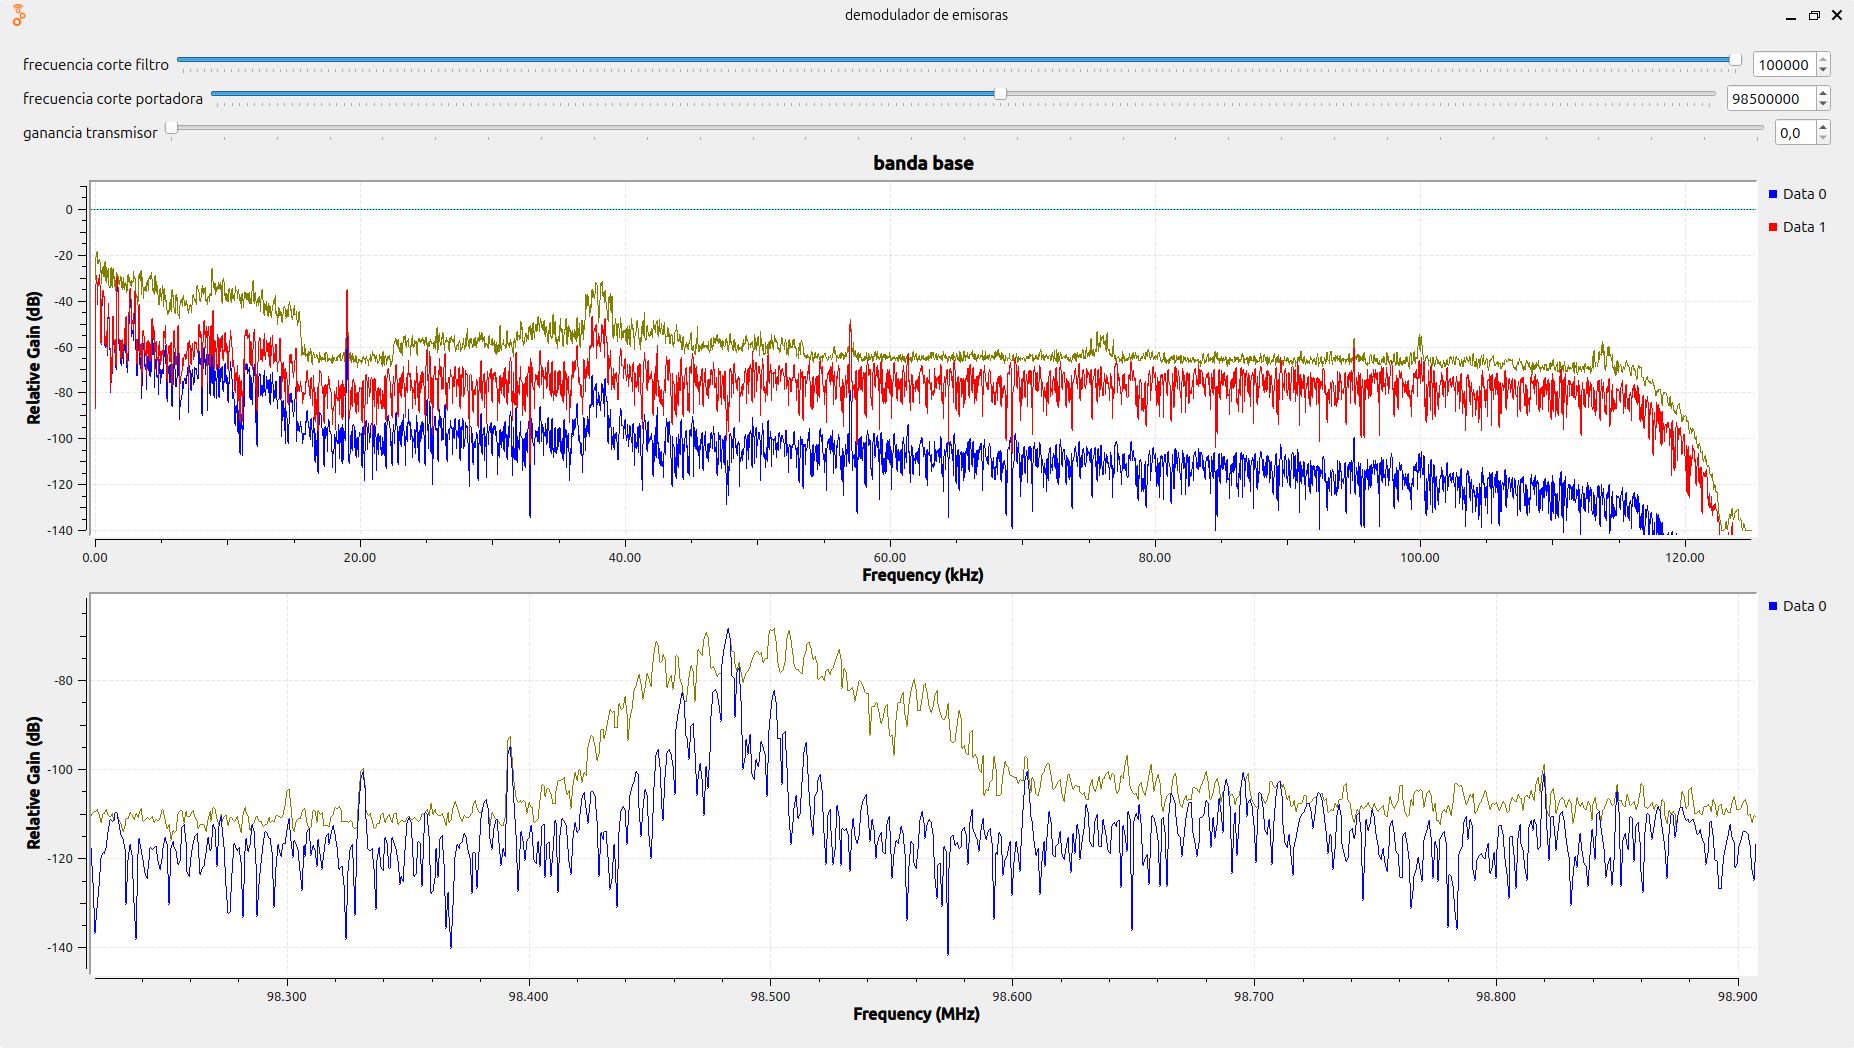 demodulador de emisoras
frecuencia corte filtro 100000
frecuencia corte portadora 98500000
ganancia transmisor 0,0
banda base
Relative Gain (dB)
0
-20
-40
-60
-80
-100
-120
-140
0.00 20.00 40.00 60.00 80.00 100.00 120.00
Frequency (kHz)
Data 0
Data 1
Relative Gain (dB)
-80
-100
-120
-140
98.300 98.400 98.500 98.600 98.700 98.800 98.900
Frequency (MHz)
Data 0